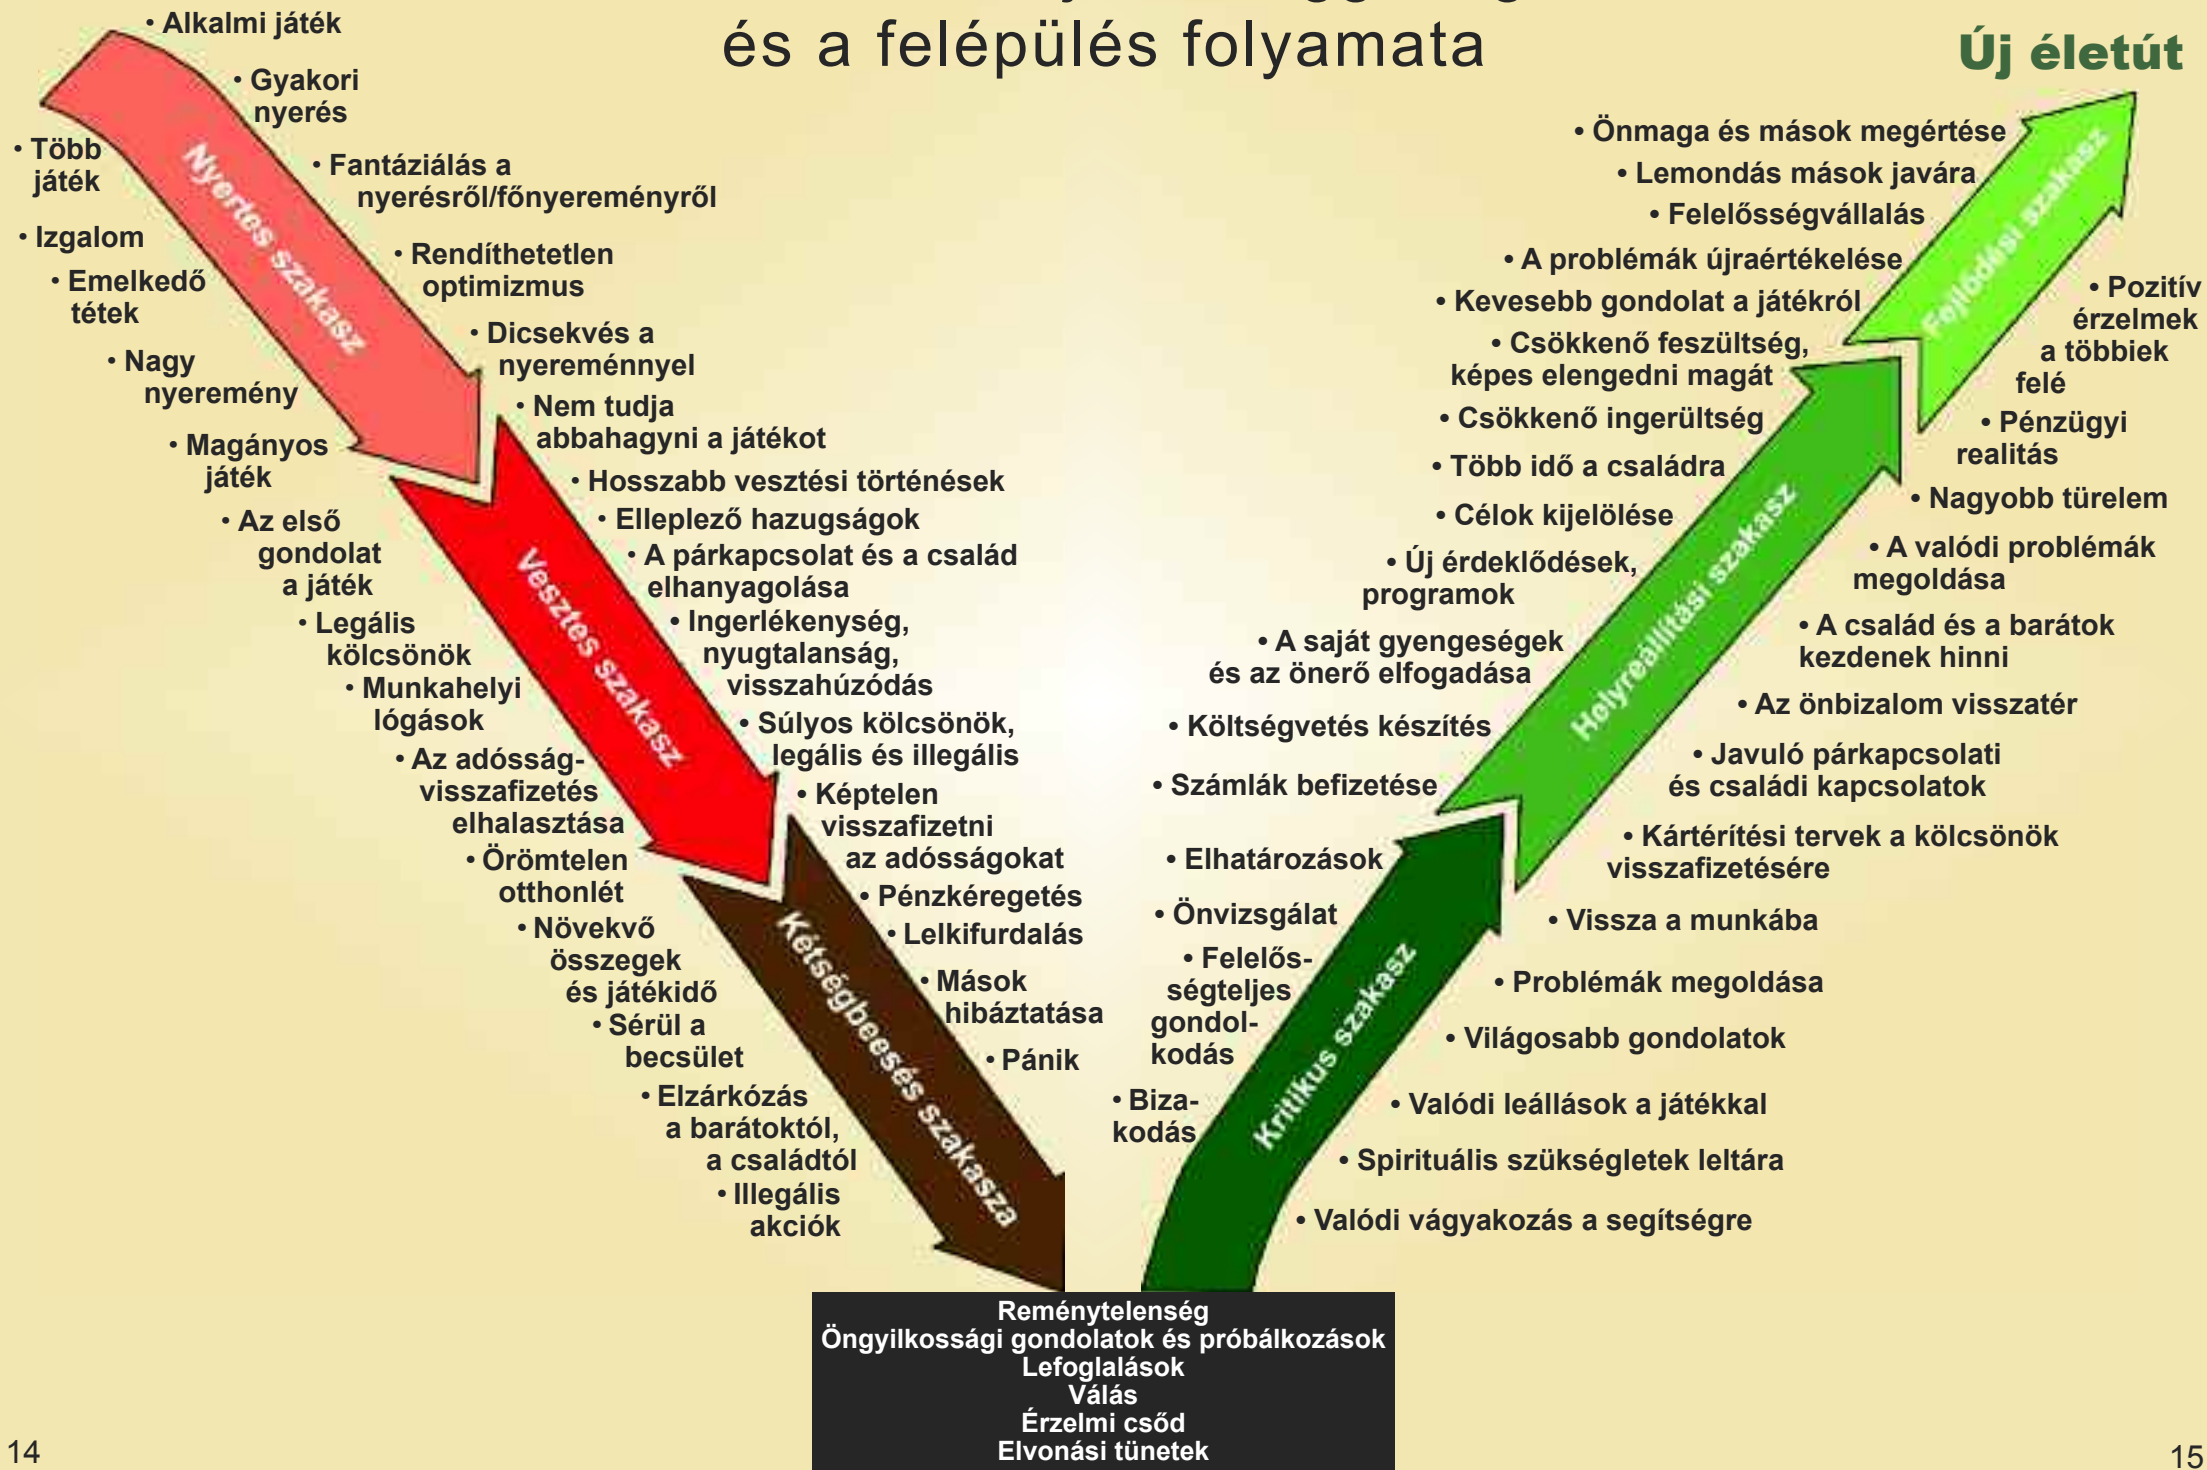 és a felépülés folyamata
Új életút
• Alkalmi játék
• Gyakori
nyerés
• Több
játék
• Fantáziálás a
nyerésről/főnyereményről
• Izgalom
• Rendíthetetlen
optimizmus
• Emelkedő
tétek
• Dicsekvés a
nyereménnyel
• Nagy
nyeremény
Nyertes szakasz
• Nem tudja
abbahagyni a játékot
• Magányos
játék
• Hosszabb vesztési történések
• Az első
gondolat
a játék
• Elleplező hazugságok
• A párkapcsolat és a család
elhanyagolása
• Legális
kölcsönök
• Ingerlékenység,
nyugtalanság,
visszahúzódás
• Munkahelyi
lógások
Vesztes szakasz
• Súlyos kölcsönök,
legális és illegális
• Az adósság-
visszafizetés
elhalasztása
• Képtelen
visszafizetni
az adósságokat
• Örömtelen
otthonlét
• Pénzkéregetés
• Növekvő
összegek
és játékidő
• Lelkifurdalás
• Mások
hibáztatása
• Sérül a
becsület
• Pánik
• Elzárkózás
a barátoktól,
a családtól
• Illegális
akciók
Kétségbeesés szakasza
Reménytelenség
Öngyilkossági gondolatok és próbálkozások
Lefoglalások
Válás
Érzelmi csőd
Elvonási tünetek
• Önmaga és mások megértése
• Lemondás mások javára
• Felelősségvállalás
• A problémák újraértékelése
• Kevesebb gondolat a játékról
• Csökkenő feszültség,
képes elengedni magát
• Csökkenő ingerültség
• Több idő a családra
• Célok kijelölése
• Új érdeklődések,
programok
• A saját gyengeségek
és az önerő elfogadása
• Költségvetés készítés
• Számlák befizetése
• Elhatározások
• Önvizsgálat
• Felelős-
ségteljes
gondol-
kodás
• Biza-
kodás
Fejlődési szakasz
Helyreállítási szakasz
Kritikus szakasz
• Pozitív
érzelmek
a többiek
felé
• Pénzügyi
realitás
• Nagyobb türelem
• A valódi problémák
megoldása
• A család és a barátok
kezdenek hinni
• Az önbizalom visszatér
• Javuló párkapcsolati
és családi kapcsolatok
• Kártérítési tervek a kölcsönök
visszafizetésére
• Vissza a munkába
• Problémák megoldása
• Világosabb gondolatok
• Valódi leállások a játékkal
• Spirituális szükségletek leltára
• Valódi vágyakozás a segítségre
14
15